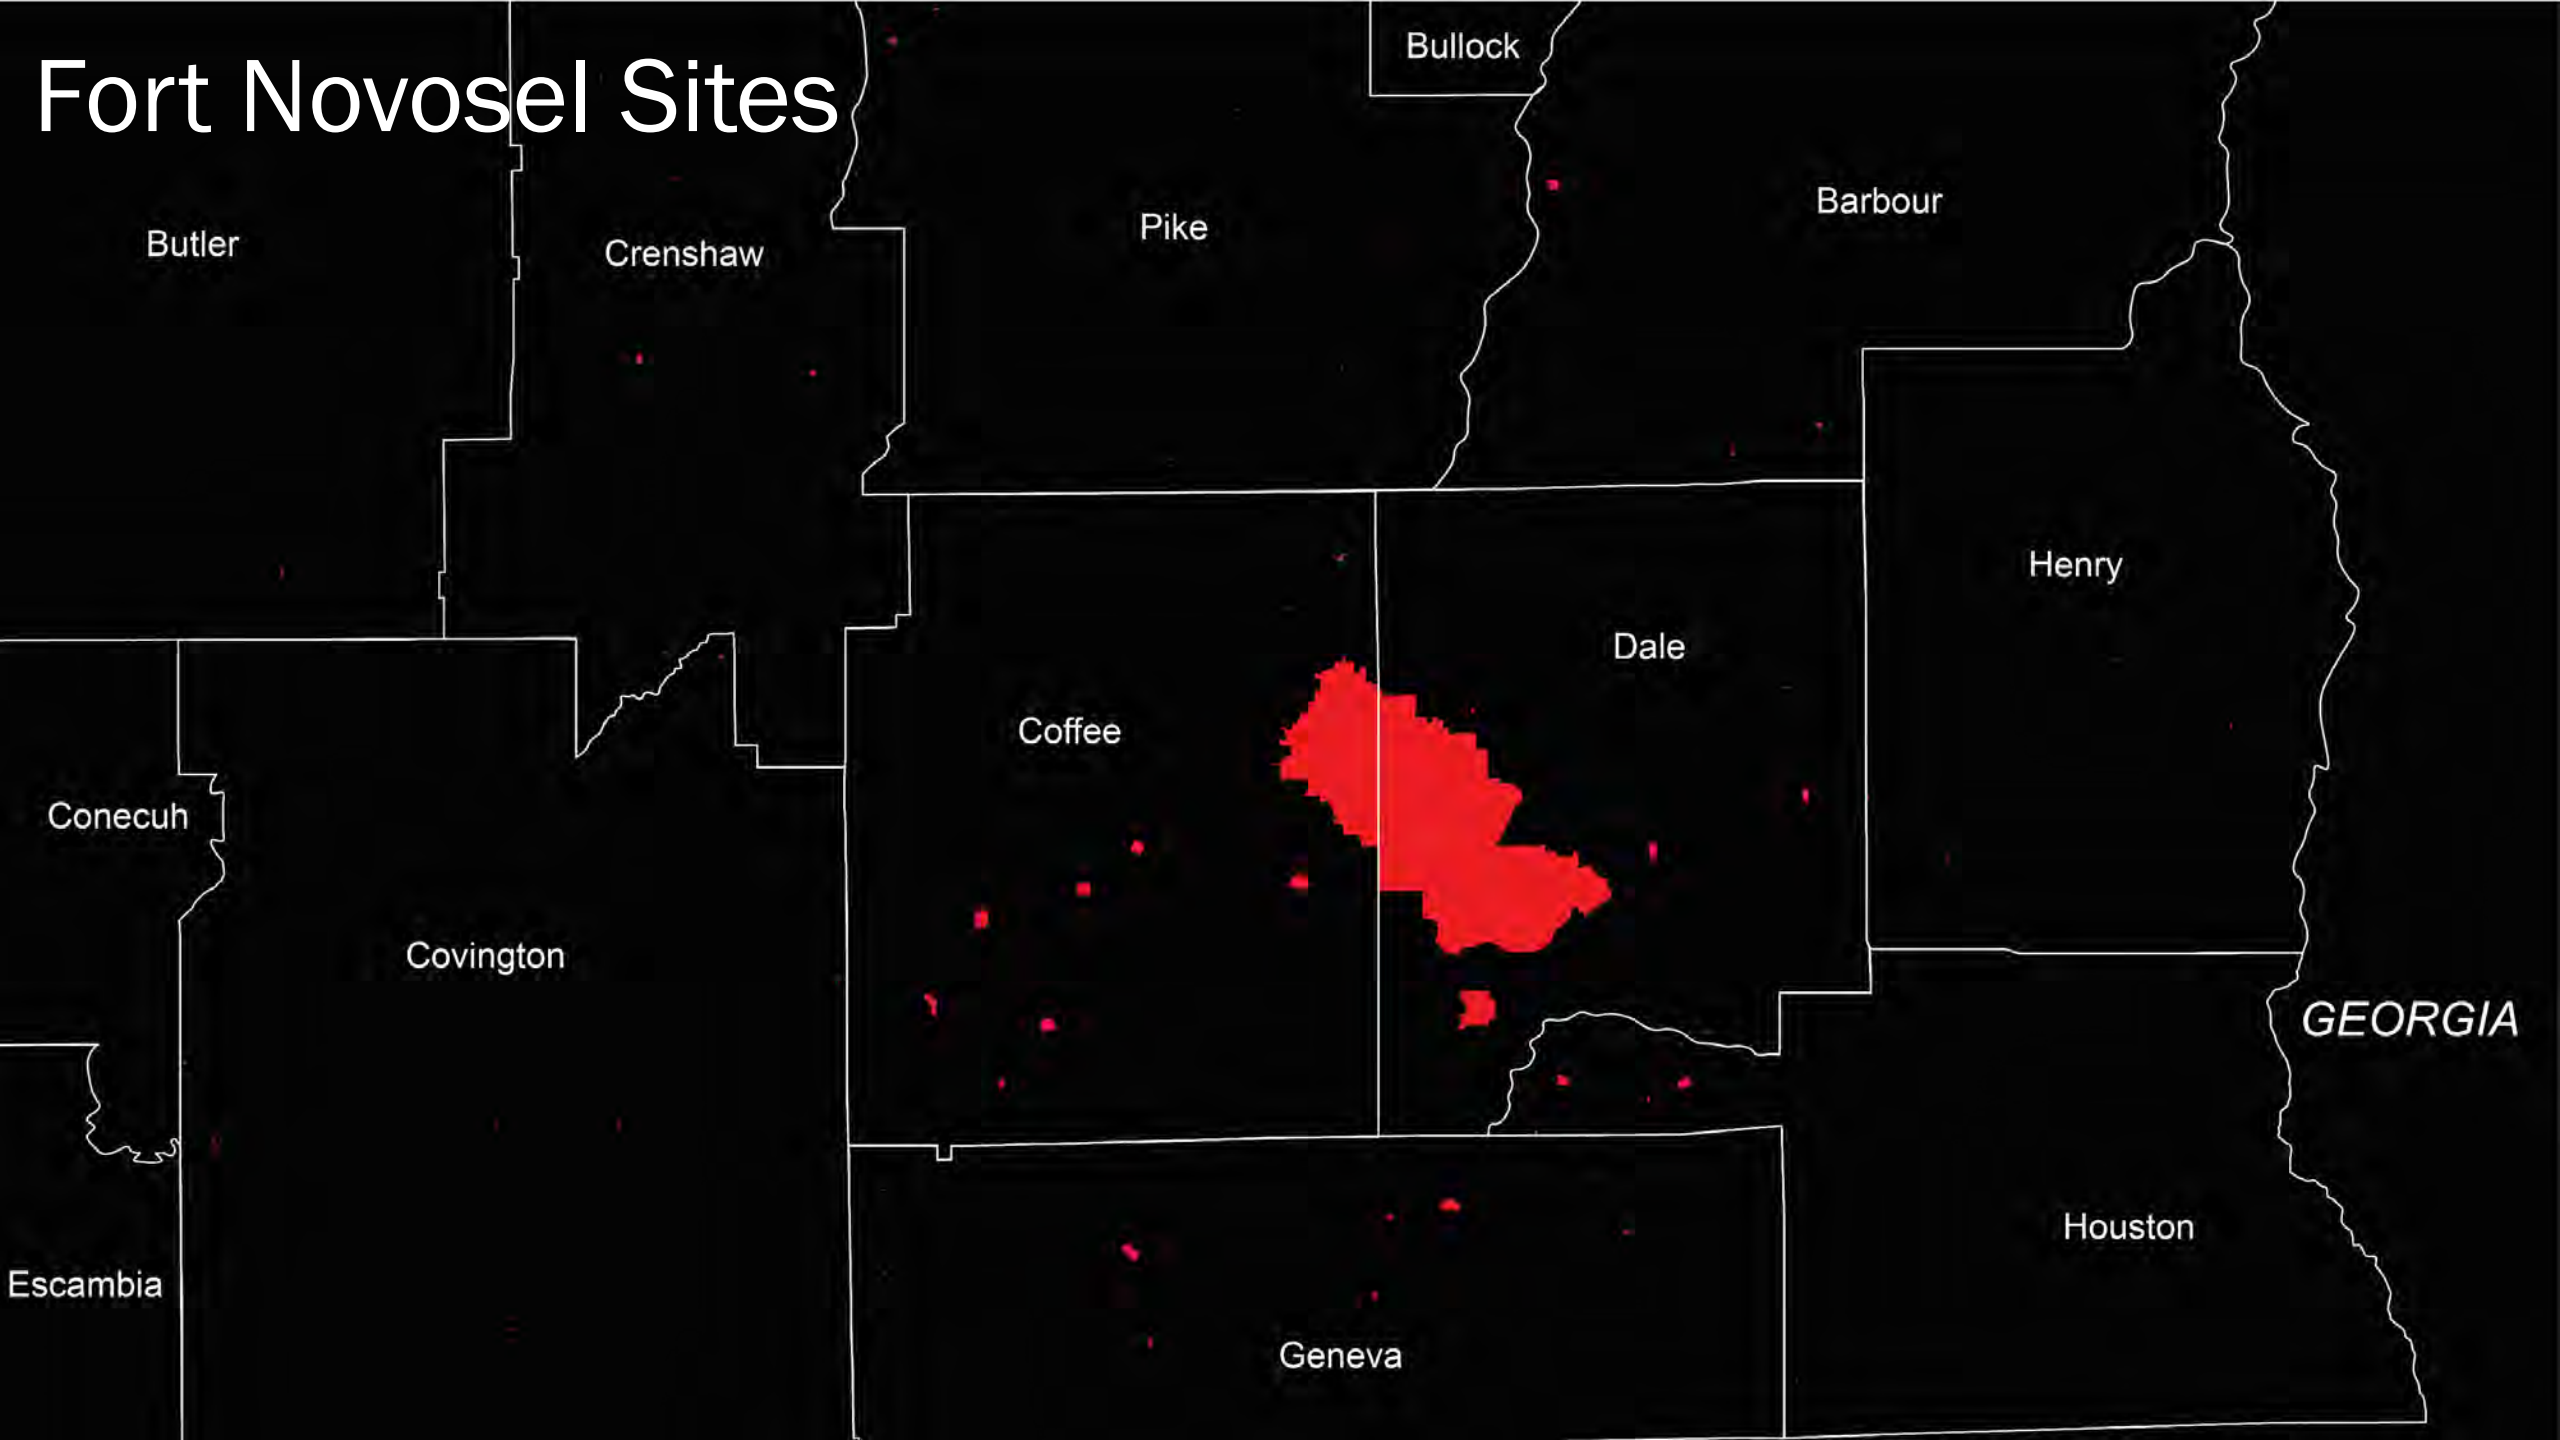 Fort Novosel Sites
Bullock
Butler
Crenshaw
Pike
Barbour
Henry
Dale
Coffee
Conecuh
Covington
GEORGIA
Escambia
Houston
Geneva